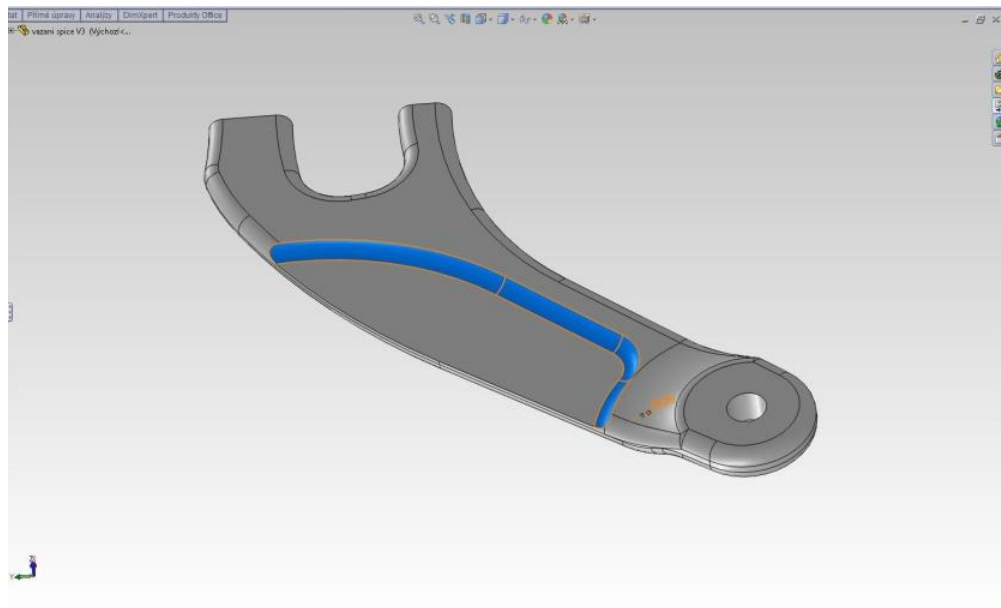 tat Přímé úpravy Analýzy DimXpert Produkty Office
vazani spice V3 (Výchozí<...
Z
Y